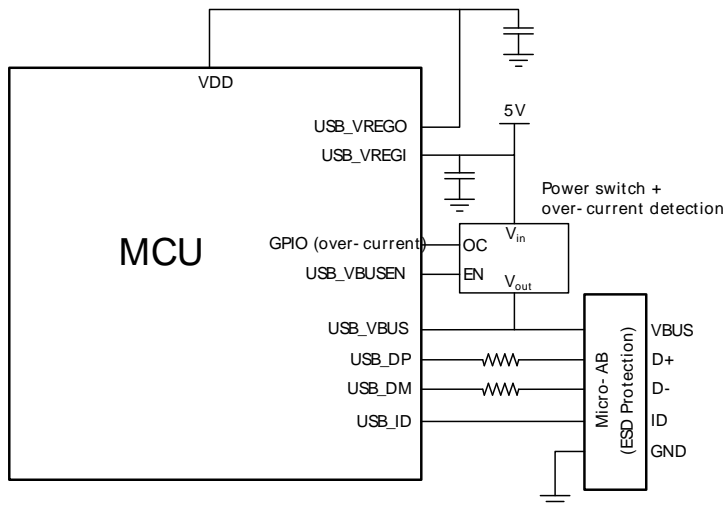 VDD
USB_VREGO
5V
USB_VREGI
Power switch +
over-current detection
MCU
GPIO (over-current)
OC
Vin
USB_VBUSEN
EN
Vout
USB_VBUS
VBUS
USB_DP
D+
USB_DM
D-
USB_ID
ID
GND
Micro-AB
(ESD Protection)